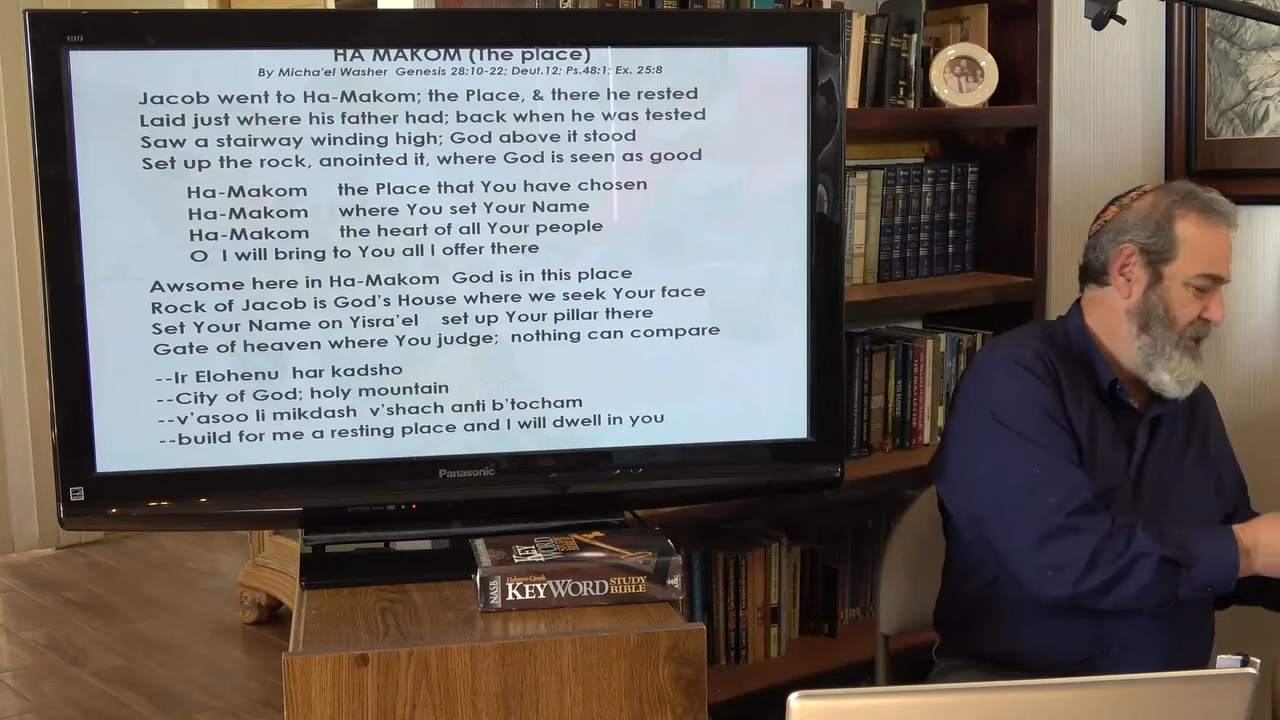 HA MAKOM (The place)
By Micha'el Washer Genesis 28:10-22; Deut.12; Ps.48:1; Ex. 25:8
Jacob went to Ha-Makom; the Place, & there he rested
Laid just where his father had; back when he was tested
Saw a stairway winding high; God above it stood
Set up the rock, anointed it, where God is seen as good
Ha-Makom the Place that You have chosen
Ha-Makom where You set Your Name
Ha-Makom the heart of all Your people
O I will bring to You all I offer there
Awsome here in Ha-Makom God is in this place
Rock of Jacob is God's House where we seek Your face
Set Your Name on Yisra'el set up Your pillar there
Gate of heaven where You judge; nothing can compare
--Ir Elohenu har kadsho
--City of God; holy mountain
--v'asoo li mikdash v'shach anti b'tocham
--build for me a resting place and I will dwell in you
Panasonic
KEY WORD
NASB
Hebrew-Greek
KEY WORD STUDY BIBLE